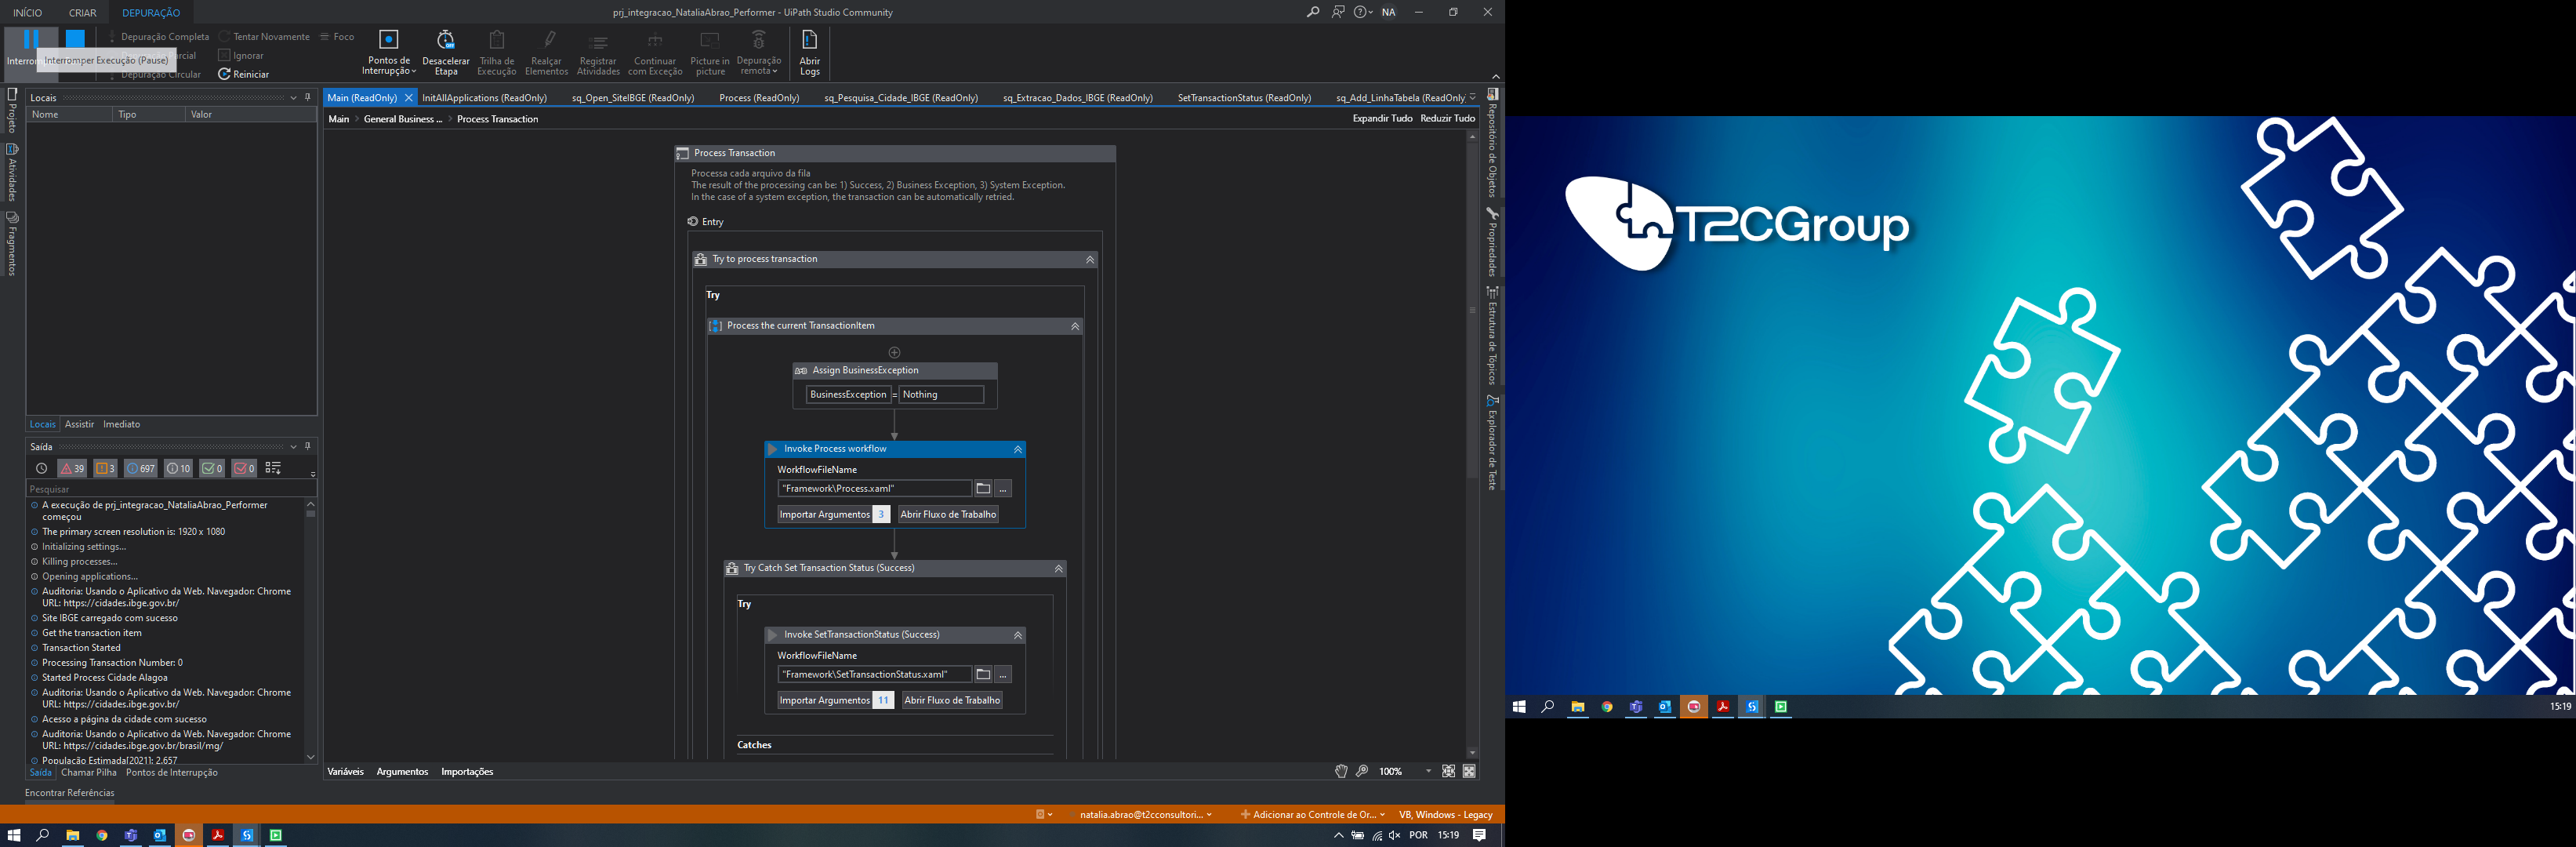 INÍCIO CRIAR DEPURAÇÃO
prj_integracao_NataliaAbrao_Performer - UiPath Studio Community
NA
Interromper Execução (Pause)
Depuração Completa
Depuração Circular
Tentar Novamente
Ignorar
Reiniciar
Foco
Pontos de Interrupção
Desacelerar Etapa
Trilha de Execução
Realçar Elementos
Registrar Atividades
Continuar com Exceção
Picture in picture
Depuração remota
Abrir Logs
Projeto
Atividades
Fragmentos
Locais
Nome Tipo Valor
Locais Assistir Imediato
Saída
39 3 697 10 0 0
Pesquisar
A execução de prj_integracao_NataliaAbrao_Performer
começou
The primary screen resolution is: 1920 x 1080
Initializing settings...
Killing processes...
Opening applications...
Auditoria: Usando o Aplicativo da Web. Navegador: Chrome
URL: https://cidades.ibge.gov.br/
Site IBGE carregado com sucesso
Get the transaction item
Transaction Started
Processing Transaction Number: 0
Started Process Cidade Alagoa
Auditoria: Usando o Aplicativo da Web. Navegador: Chrome
URL: https://cidades.ibge.gov.br/
Acesso a página da cidade com sucesso
Auditoria: Usando o Aplicativo da Web. Navegador: Chrome
URL: https://cidades.ibge.gov.br/brasil/mg/
População Estimada[2021]: 2.657
Saída Chamar Pilha Pontos de Interrupção
Encontrar Referências
Main (ReadOnly) InitAllApplications (ReadOnly) sq_Open_SiteIBGE (ReadOnly) Process (ReadOnly) sq_Pesquisa_Cidade_IBGE (ReadOnly) sq_Extracao_Dados_IBGE (ReadOnly) SetTransactionStatus (ReadOnly) sq_Add_LinhaTabela (ReadOnly)
Main > General Business ... > Process Transaction
Expandir Tudo Reduzir Tudo
Process Transaction
Processa cada arquivo da fila
The result of the processing can be: 1) Success, 2) Business Exception, 3) System Exception.
In the case of a system exception, the transaction can be automatically retried.
Entry
Try to process transaction
Try
Process the current TransactionItem
Assign BusinessException
BusinessException = Nothing
Invoke Process workflow
WorkflowFileName
"Framework\Process.xaml" ...
Importar Argumentos 3 Abrir Fluxo de Trabalho
Try Catch Set Transaction Status (Success)
Try
Invoke SetTransactionStatus (Success)
WorkflowFileName
"Framework\SetTransactionStatus.xaml" ...
Importar Argumentos 11 Abrir Fluxo de Trabalho
Catches
Variáveis Argumentos Importações
100%
Repositório de Objetos
Propriedades
Estrutura de Tópicos
Explorador de Teste
natalia.abrao@t2cconsultori...
Adicionar ao Controle de Or...
VB, Windows - Legacy
POR 15:19
T2CGroup
15:19